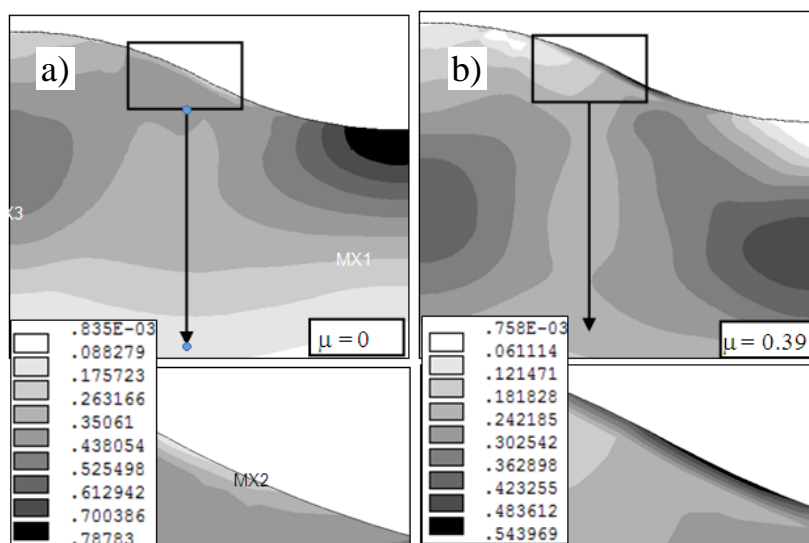 a)
X3
MX1
μ = 0
.835E-03
.088279
.175723
.263166
.35061
.438054
.525498
.612942
.700386
.78783
MX2
b)
μ = 0.39
.758E-03
.061114
.121471
.181828
.242185
.302542
.362898
.423255
.483612
.543969